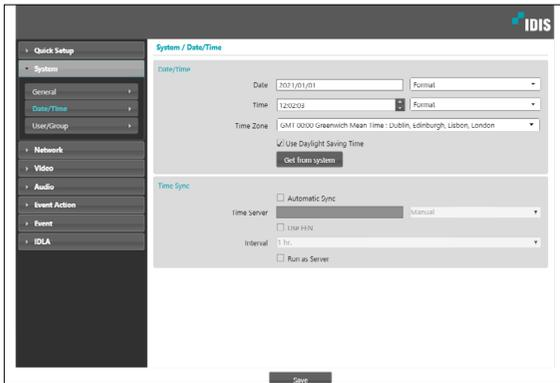 IDIS
Quick Setup
System
General
Date/Time
User/Group
Network
Video
Audio
Event Action
Event
IDLA
System / Date/Time
Date/Time
Date 2021/01/01 Format
Time 12:02:03 Format
Time Zone GMT 00:00 Greenwich Mean Time : Dublin, Edinburgh, Lisbon, London
Use Daylight Saving Time
Get from system
Time Sync
Automatic Sync
Time Server Manual
Use FEN
Interval 1 hr.
Run as Server
Save